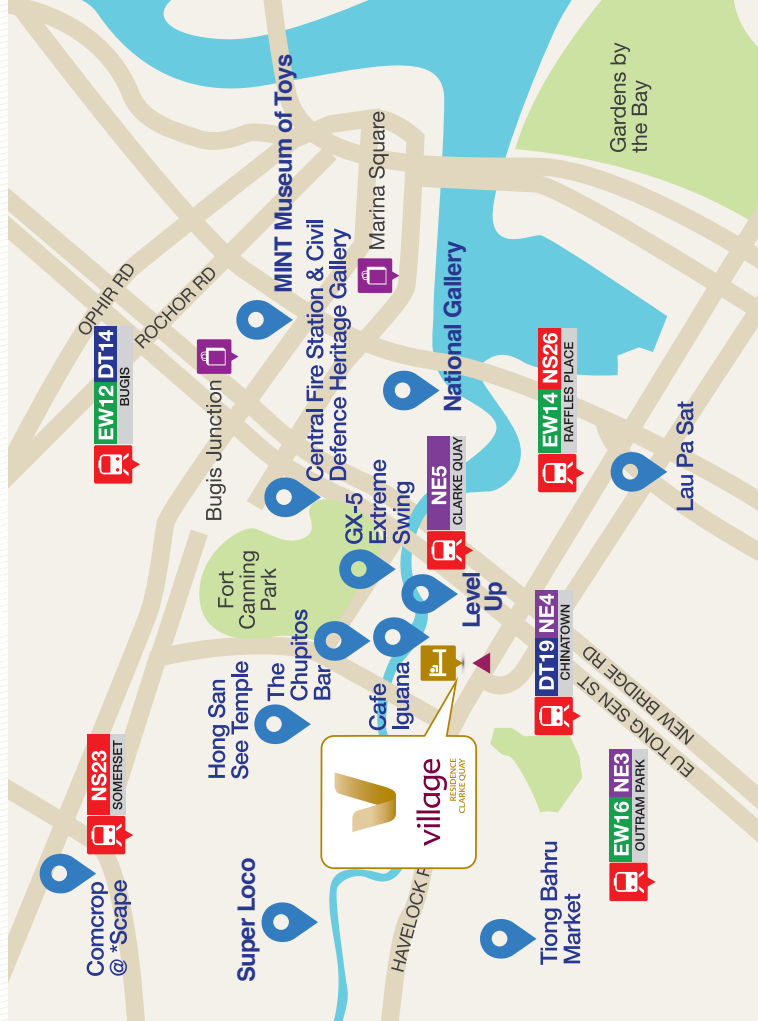 Gardens by
the Bay
MINT Museum of Toys
Marina Square
Central Fire Station & Civil
Defence Heritage Gallery
OPHIR RD
ROCHOR RD
EW12 DT14
BUGIS
Bugis Junction
National Gallery
EW14 NS26
RAFFLES PLACE
Lau Pa Sat
GX-5
Extreme
Swing
NE5
CLARKE QUAY
Fort
Canning
Park
Level
Up
The
Chupitos
Bar
Cafe
Iguana
Hong San
See Temple
DT19 NE4
CHINATOWN
NEW BRIDGE RD
EU TONG SEN ST
NS23
SOMERSET
village
RESIDENCE
CLARKE QUAY
EW16 NE3
OUTRAM PARK
Comcrop
@ *Scape
Super Loco
HAVELOCK
Tiong Bahru
Market